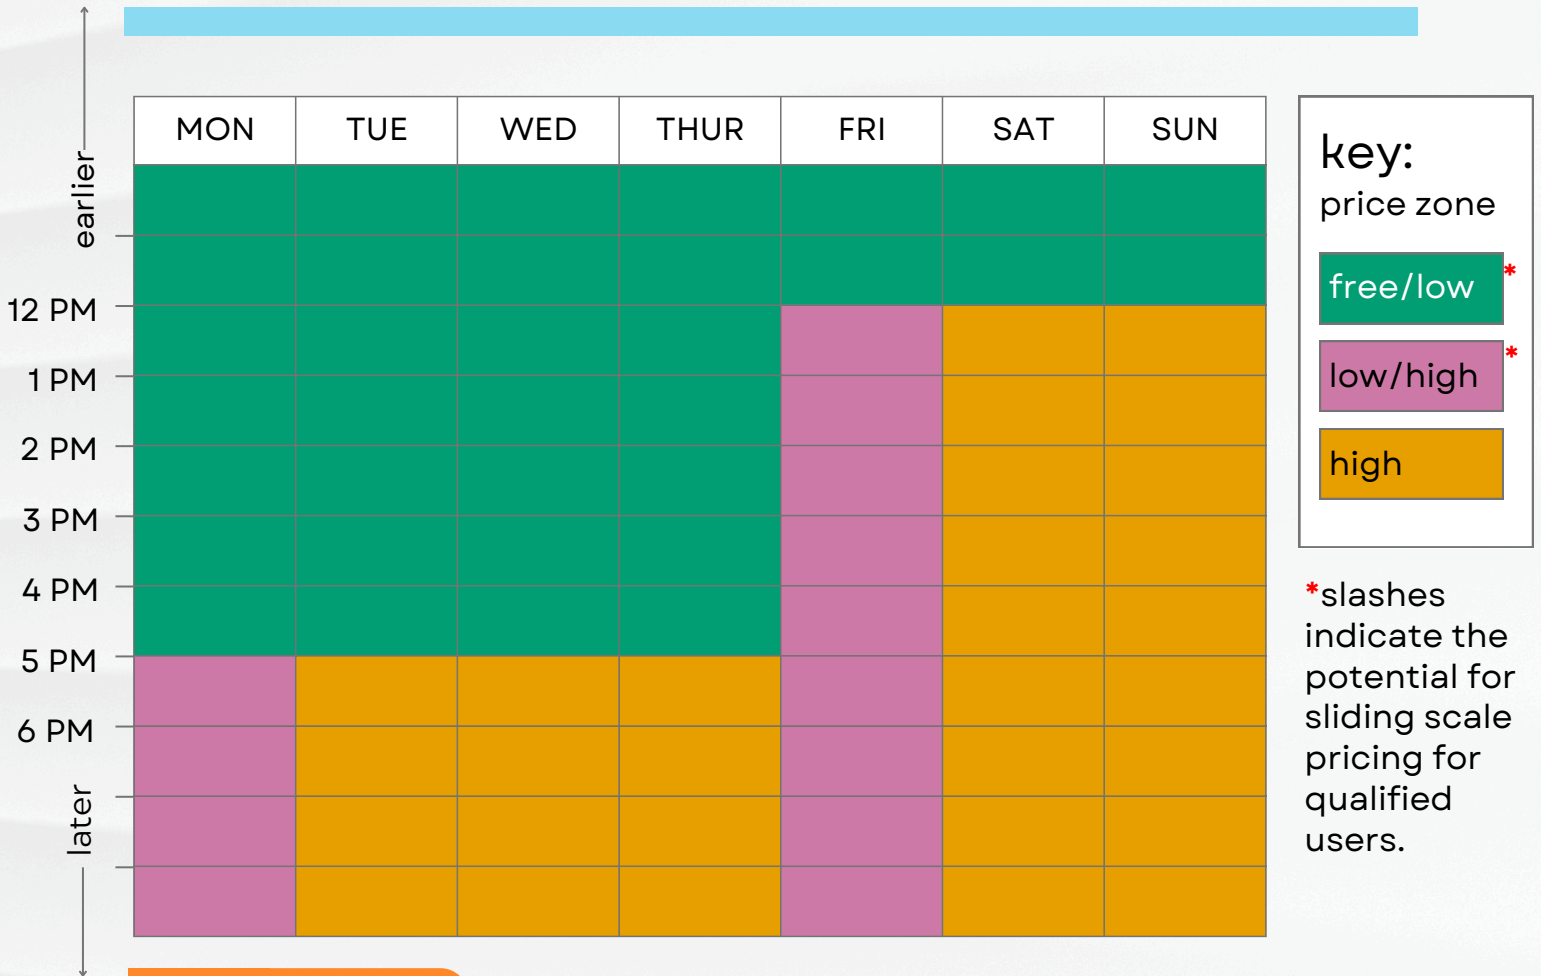 MON
TUE
WED
THUR
FRI
SAT
SUN
earlier
12 PM
1 PM
2 PM
3 PM
4 PM
5 PM
6 PM
later
key:
price zone
free/low *
low/high *
high
*slashes
indicate the
potential for
sliding scale
pricing for
qualified
users.